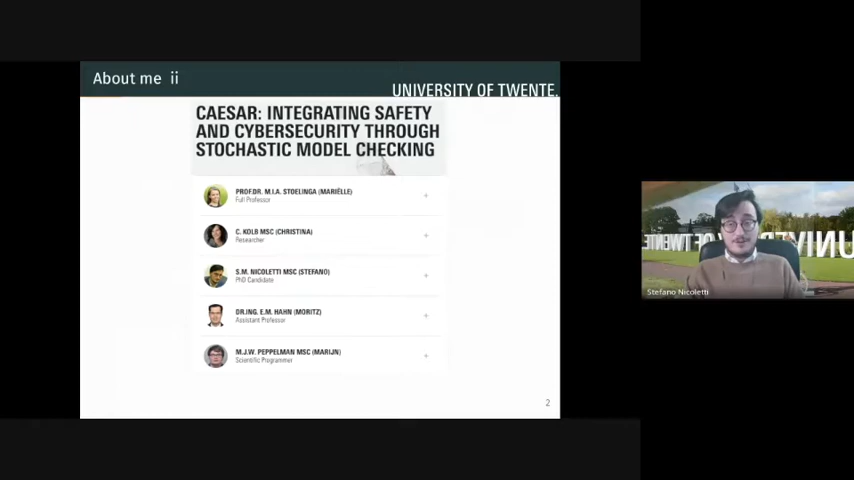 About me ii
UNIVERSITY OF TWENTE.
CAESAR: INTEGRATING SAFETY
AND CYBERSECURITY THROUGH
STOCHASTIC MODEL CHECKING
PROF.DR. M.I.A. STOELINGA (MARIËLLE)
Full Professor
C. KOLB MSC (CHRISTINA)
Researcher
S.M. NICOLETTI MSC (STEFANO)
PhD Candidate
DR.ING. E.M. HAHN (MORITZ)
Assistant Professor
M.J.W. PEPPELMAN MSC (MARIJN)
Scientific Programmer
2
Stefano Nicoletti